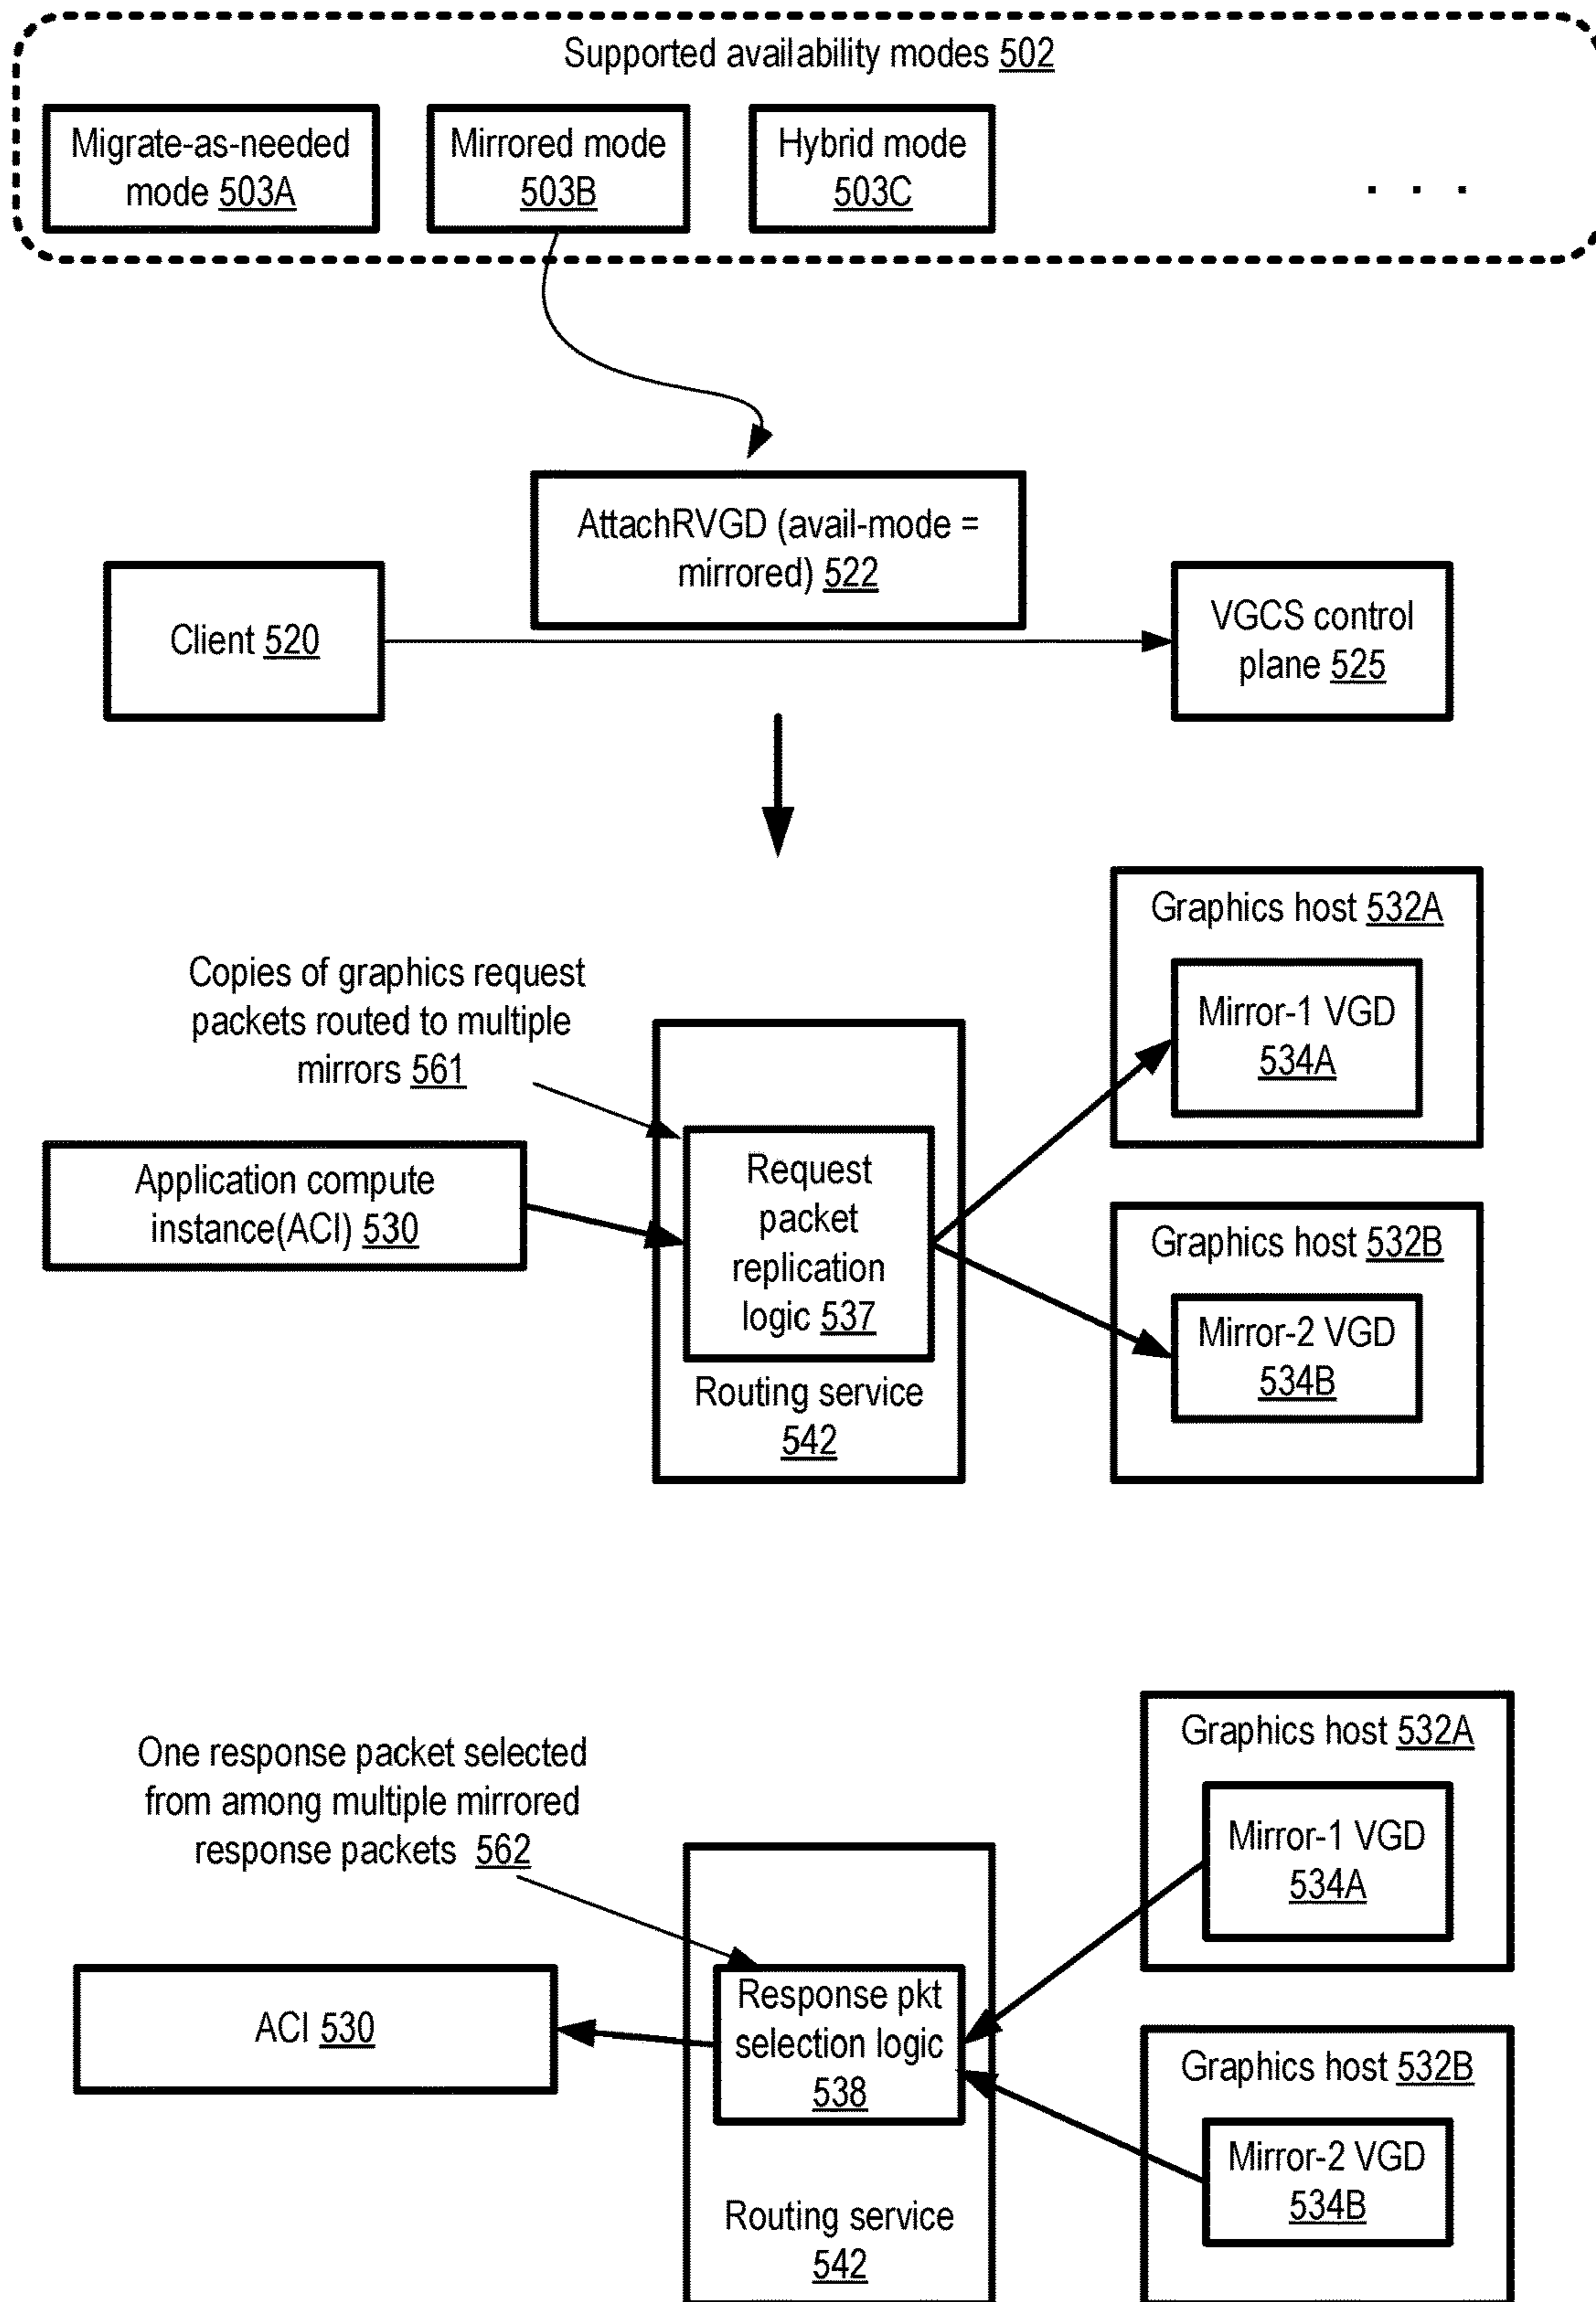 Supported availability modes 502
Migrate-as-needed
mode 503A
Mirrored mode
503B
Hybrid mode
503C
. . .
AttachRVGD (avail-mode =
mirrored) 522
Client 520
VGCS control
plane 525
Graphics host 532A
Mirror-1 VGD
534A
Copies of graphics request
packets routed to multiple
mirrors 561
Application compute
instance(ACI) 530
Request
packet
replication
logic 537
Routing service
542
Graphics host 532B
Mirror-2 VGD
534B
One response packet selected
from among multiple mirrored
response packets 562
Graphics host 532A
Mirror-1 VGD
534A
ACI 530
Response pkt
selection logic
538
Routing service
542
Graphics host 532B
Mirror-2 VGD
534B